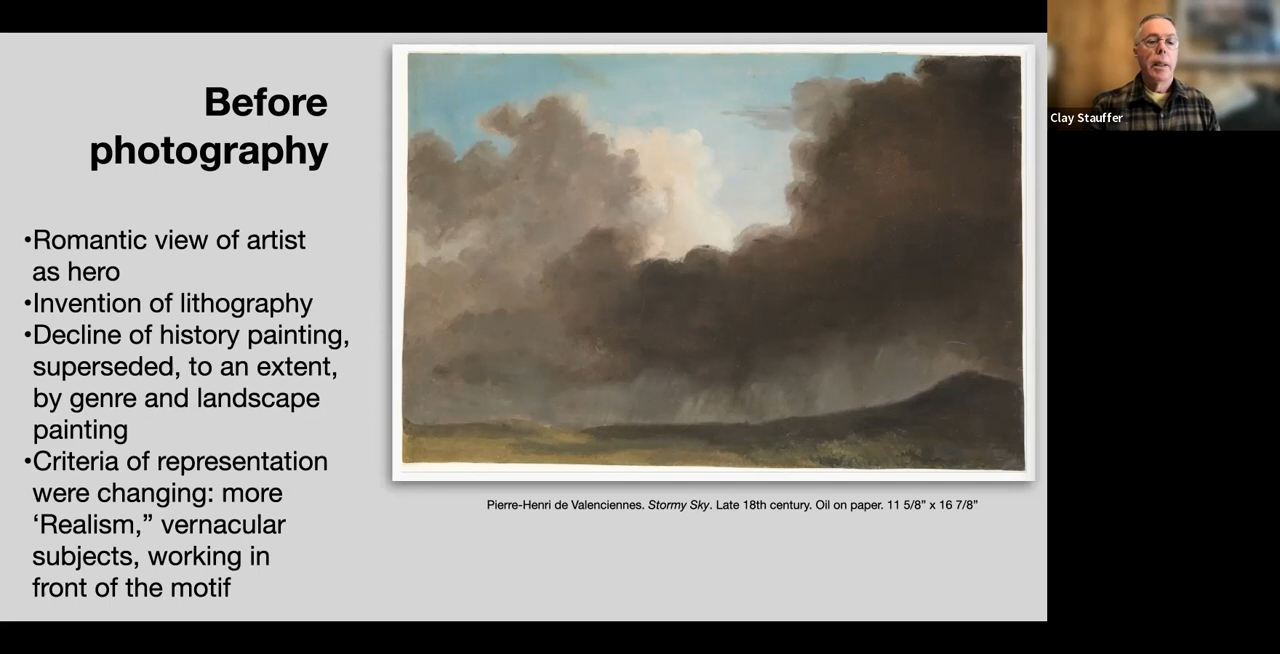 Before
photography
•Romantic view of artist
as hero
•Invention of lithography
•Decline of history painting,
superseded, to an extent,
by genre and landscape
painting
•Criteria of representation
were changing: more
‘Realism,” vernacular
subjects, working in
front of the motif
Pierre-Henri de Valenciennes. Stormy Sky. Late 18th century. Oil on paper. 11 5/8” x 16 7/8”
Clay Stauffer